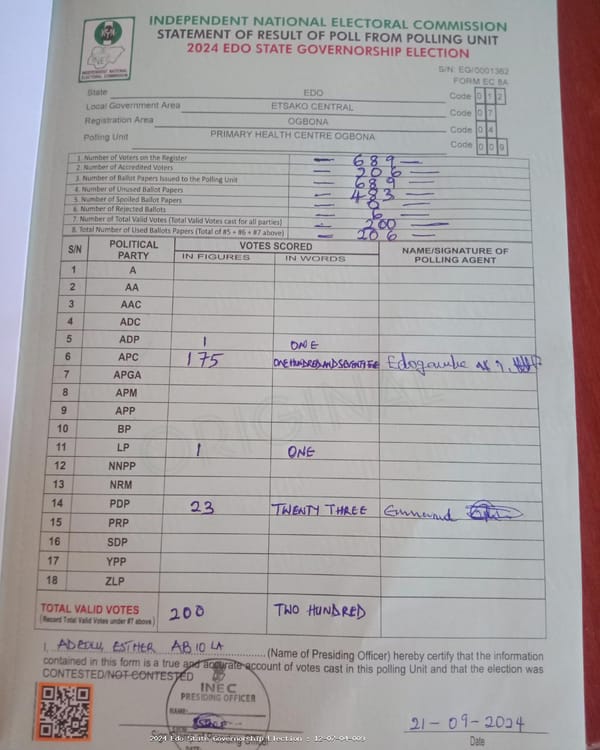 INDEPENDENT NATIONAL ELECTORAL COMMISSION
STATEMENT OF RESULT OF POLL FROM POLLING UNIT
2024 EDO STATE GOVERNORSHIP ELECTION
INEC
INDEPENDENT NATIONAL
ELECTORAL COMMISSION
S/N: EG/0001362
FORM EC 8A
State EDO Code 0 1 2
Local Government Area ETSAKO CENTRAL Code 0 7
Registration Area OGBONA Code 0 4
Polling Unit PRIMARY HEALTH CENTRE OGBONA Code 0 0 9
1. Number of Voters on the Register — 689 —
2. Number of Accredited Voters — 206 —
3. Number of Ballot Papers Issued to the Polling Unit — 689 —
4. Number of Unused Ballot Papers — 483 —
5. Number of Spoiled Ballot Papers — 0 —
6. Number of Rejected Ballots — 6 —
7. Number of Total Valid Votes (Total Valid Votes cast for all parties) — 200 —
8. Total Number of Used Ballots Papers (Total of #5 + #6 + #7 above) — 206 —
S/N POLITICAL PARTY VOTES SCORED NAME/SIGNATURE OF POLLING AGENT
IN FIGURES IN WORDS
1 A
2 AA
3 AAC
4 ADC
5 ADP 1 ONE
6 APC 175 ONE HUNDRED AND SEVENTY FIVE
7 APGA
8 APM
9 APP
10 BP
11 LP 1 ONE
12 NNPP
13 NRM
14 PDP 23 TWENTY THREE
15 PRP
16 SDP
17 YPP
18 ZLP
ORIGINAL
TOTAL VALID VOTES 200 TWO HUNDRED
(Record Total Valid Votes under #7 above)
I, ESTHER ABIOLA (Name of Presiding Officer) hereby certify that the information
contained in this form is a true and accurate account of votes cast in this polling Unit and that the election was
CONTESTED/NOT CONTESTED
INEC
PRESIDING OFFICER
NAME:
21-09-2024
2024 Edo State Governorship Election : 12-07-04-009
Date
DATE: